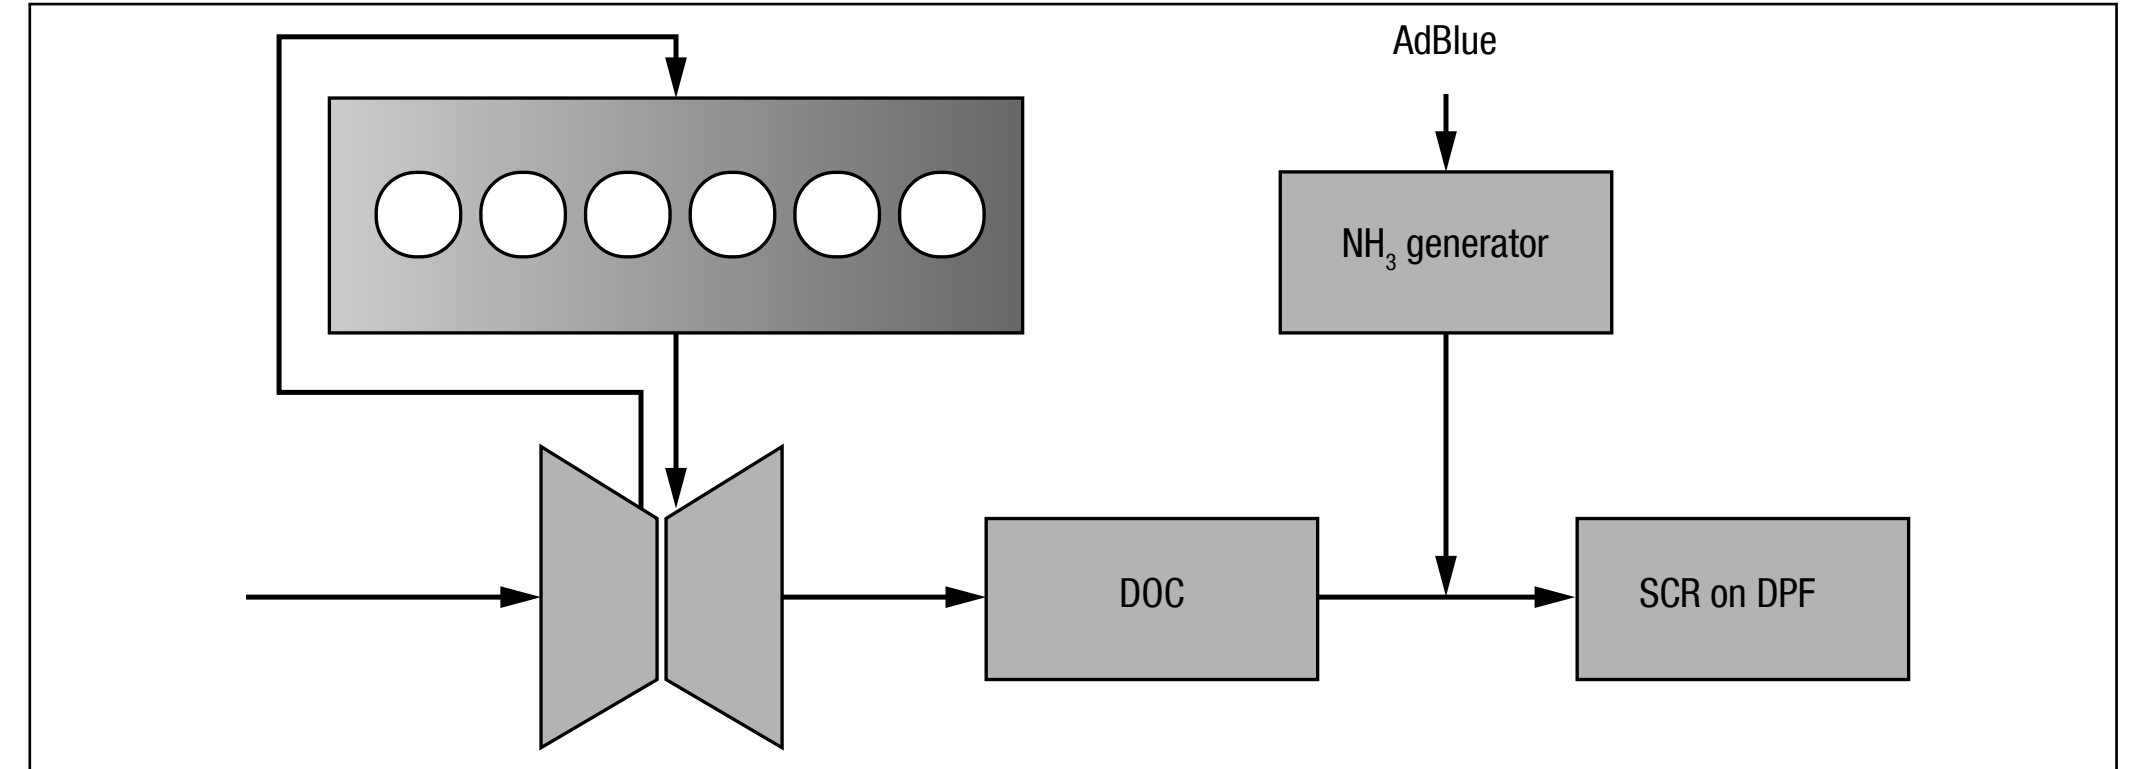 AdBlue
NH₃ generator
DOC
SCR on DPF